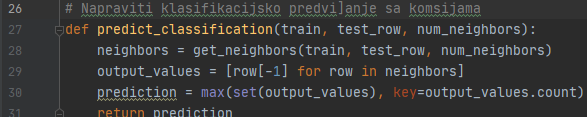 26 # Napraviti klasifikacijsko predviđanje sa komsijama
27 def predict_classification(train, test_row, num_neighbors):
28 neighbors = get_neighbors(train, test_row, num_neighbors)
29 output_values = [row[-1] for row in neighbors]
30 prediction = max(set(output_values), key=output_values.count)
31 return prediction